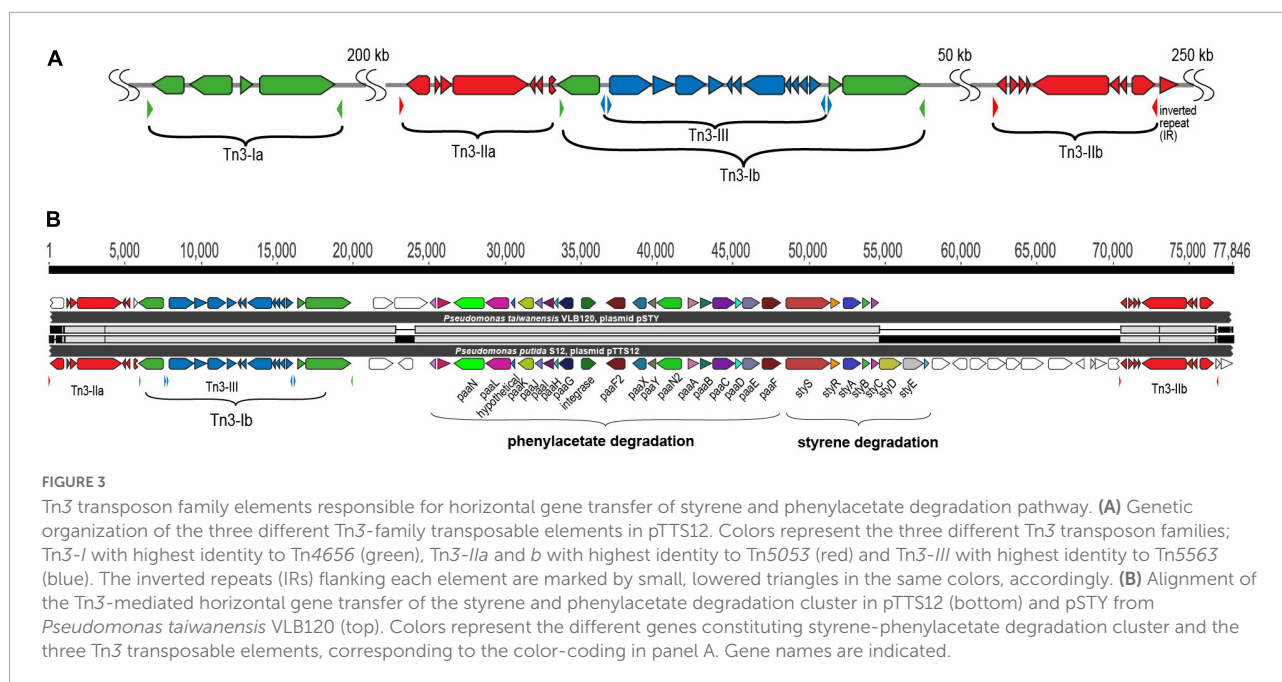 A
200 kb
50 kb
250 kb
inverted
repeat
(IR)
Tn3-Ia
Tn3-IIa
Tn3-III
Tn3-Ib
Tn3-IIb
B
1 5,000 10,000 15,000 20,000 25,000 30,000 35,000 40,000 45,000 50,000 55,000 60,000 65,000 70,000 75,000 77,846
Pseudomonas taiwanensis VLB120, plasmid pSTY
Pseudomonas putida S12, plasmid pTTS12
Tn3-IIa
Tn3-III
Tn3-Ib
paaN
paaL
hypothetical
paaK
paaJ
paaI
paaH
paaG
integrase
paaF2
paaX
paaY
paaN2
paaA
paaB
paaC
paaD
paaE
paaF
styS
styR
styA
styB
styC
styD
styE
Tn3-IIb
phenylacetate degradation
styrene degradation
FIGURE 3
Tn3 transposon family elements responsible for horizontal gene transfer of styrene and phenylacetate degradation pathway. (A) Genetic
organization of the three different Tn3-family transposable elements in pTTS12. Colors represent the three different Tn3 transposon families;
Tn3-I with highest identity to Tn4656 (green), Tn3-IIa and b with highest identity to Tn5053 (red) and Tn3-III with highest identity to Tn5563
(blue). The inverted repeats (IRs) flanking each element are marked by small, lowered triangles in the same colors, accordingly. (B) Alignment of
the Tn3-mediated horizontal gene transfer of the styrene and phenylacetate degradation cluster in pTTS12 (bottom) and pSTY from
Pseudomonas taiwanensis VLB120 (top). Colors represent the different genes constituting styrene-phenylacetate degradation cluster and the
three Tn3 transposable elements, corresponding to the color-coding in panel A. Gene names are indicated.